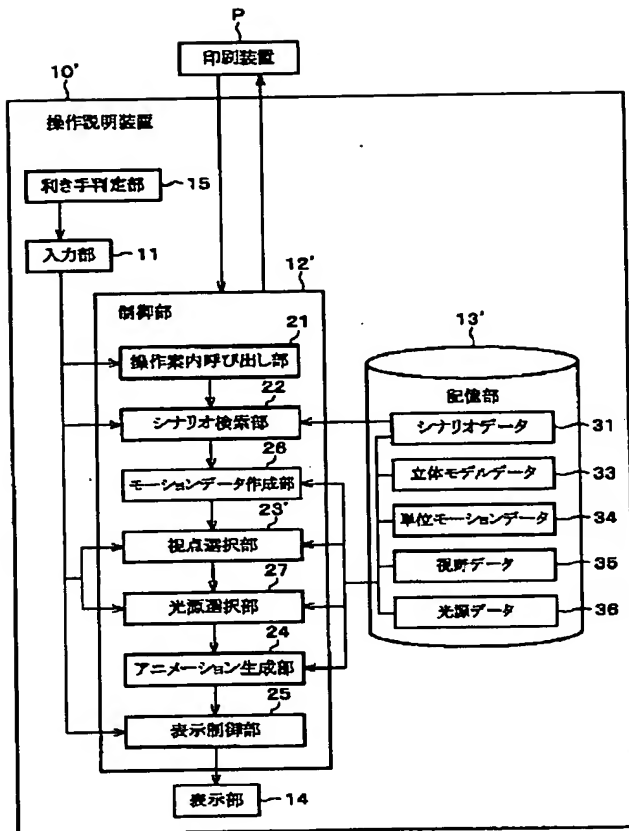 P
印刷装置
10'
操作説明装置
利き手判定部
15
入力部
11
12'
制御部
21
操作案内呼び出し部
22
シナリオ検索部
26
モーションデータ作成部
23'
視点選択部
27
光源選択部
24
アニメーション生成部
25
表示制御部
表示部
14
13'
記憶部
シナリオデータ
31
立体モデルデータ
33
単位モーションデータ
34
視野データ
35
光源データ
36